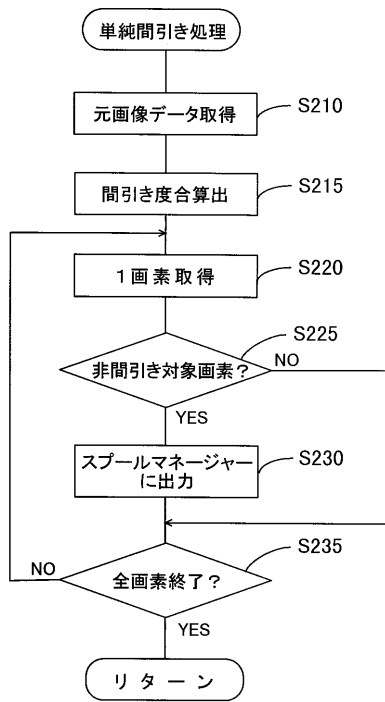 単純間引き処理
元画像データ取得
S210
間引き度合算出
S215
1画素取得
S220
S225
非間引き対象画素?
NO
YES
スプールマネージャー
に出力
S230
S235
NO
全画素終了?
YES
リターン